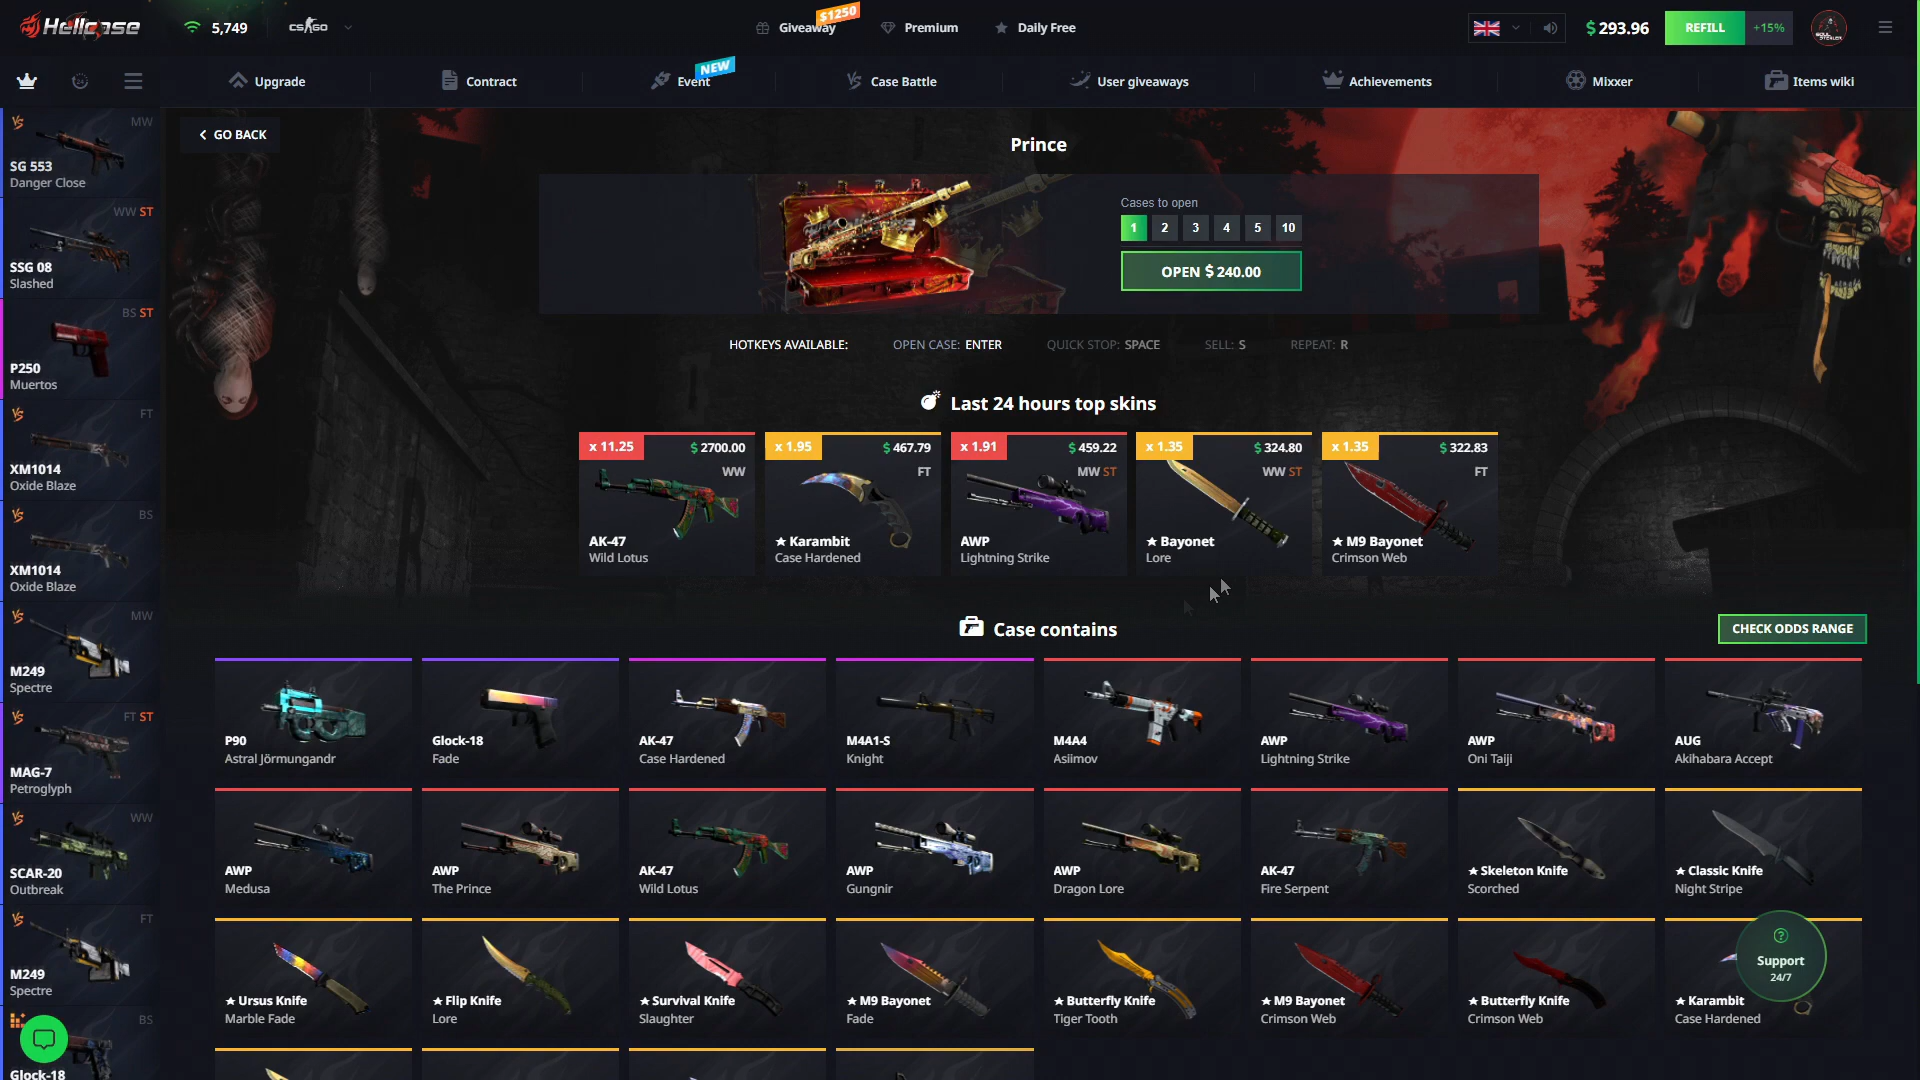 Hellcase
5,749
CS:GO
Giveaway
$1250
Premium
Daily Free
$ 293.96
REFILL
+15%
Upgrade
Contract
Event
NEW
Case Battle
User giveaways
Achievements
Mixxer
Items wiki
GO BACK
Prince
Cases to open
1 2 3 4 5 10
OPEN $ 240.00
HOTKEYS AVAILABLE: OPEN CASE: ENTER QUICK STOP: SPACE SELL: S REPEAT: R
Last 24 hours top skins
x 11.25 $ 2700.00
WW
AK-47
Wild Lotus
x 1.95 $ 467.79
FT
★ Karambit
Case Hardened
x 1.91 $ 459.22
MW ST
AWP
Lightning Strike
x 1.35 $ 324.80
WW ST
★ Bayonet
Lore
x 1.35 $ 322.83
FT
★ M9 Bayonet
Crimson Web
Case contains
CHECK ODDS RANGE
P90
Astral Jörmungandr
Glock-18
Fade
AK-47
Case Hardened
M4A1-S
Knight
M4A4
Asiimov
AWP
Lightning Strike
AWP
Oni Taiji
AUG
Akihabara Accept
AWP
Medusa
AWP
The Prince
AK-47
Wild Lotus
AWP
Gungnir
AWP
Dragon Lore
AK-47
Fire Serpent
★ Skeleton Knife
Scorched
★ Classic Knife
Night Stripe
★ Ursus Knife
Marble Fade
★ Flip Knife
Lore
★ Survival Knife
Slaughter
★ M9 Bayonet
Fade
★ Butterfly Knife
Tiger Tooth
★ M9 Bayonet
Crimson Web
★ Butterfly Knife
Crimson Web
★ Karambit
Case Hardened
Support
24/7
VS MW
SG 553
Danger Close
WW ST
SSG 08
Slashed
BS ST
P250
Muertos
VS FT
XM1014
Oxide Blaze
VS BS
XM1014
Oxide Blaze
VS MW
M249
Spectre
VS FT ST
MAG-7
Petroglyph
VS WW
SCAR-20
Outbreak
VS FT
M249
Spectre
BS
Glock-18